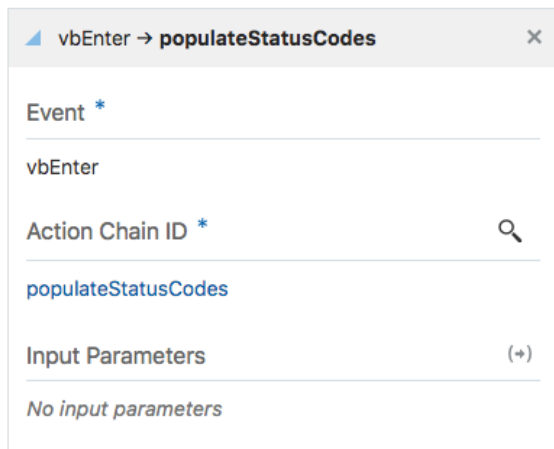 vbEnter → populateStatusCodes
Event *
vbEnter
Action Chain ID *
populateStatusCodes
Input Parameters
No input parameters